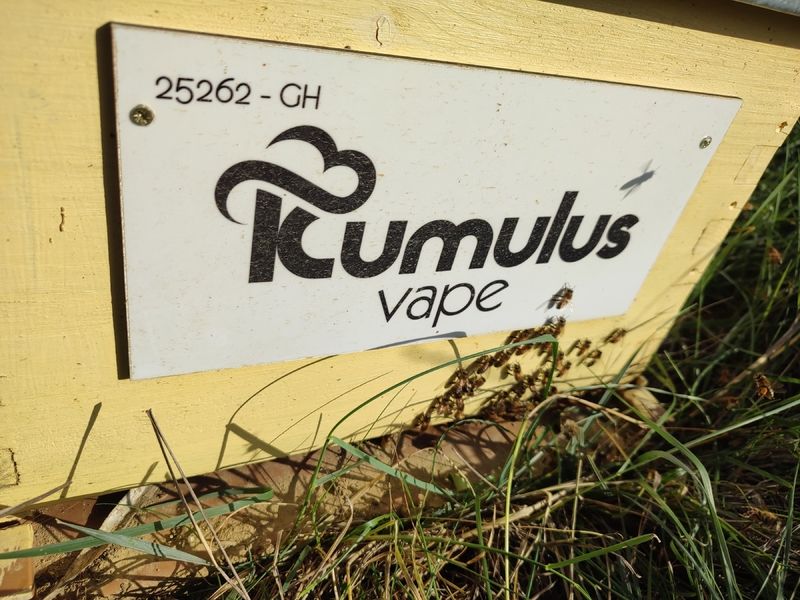 25262 - GH
Kumulus
vape